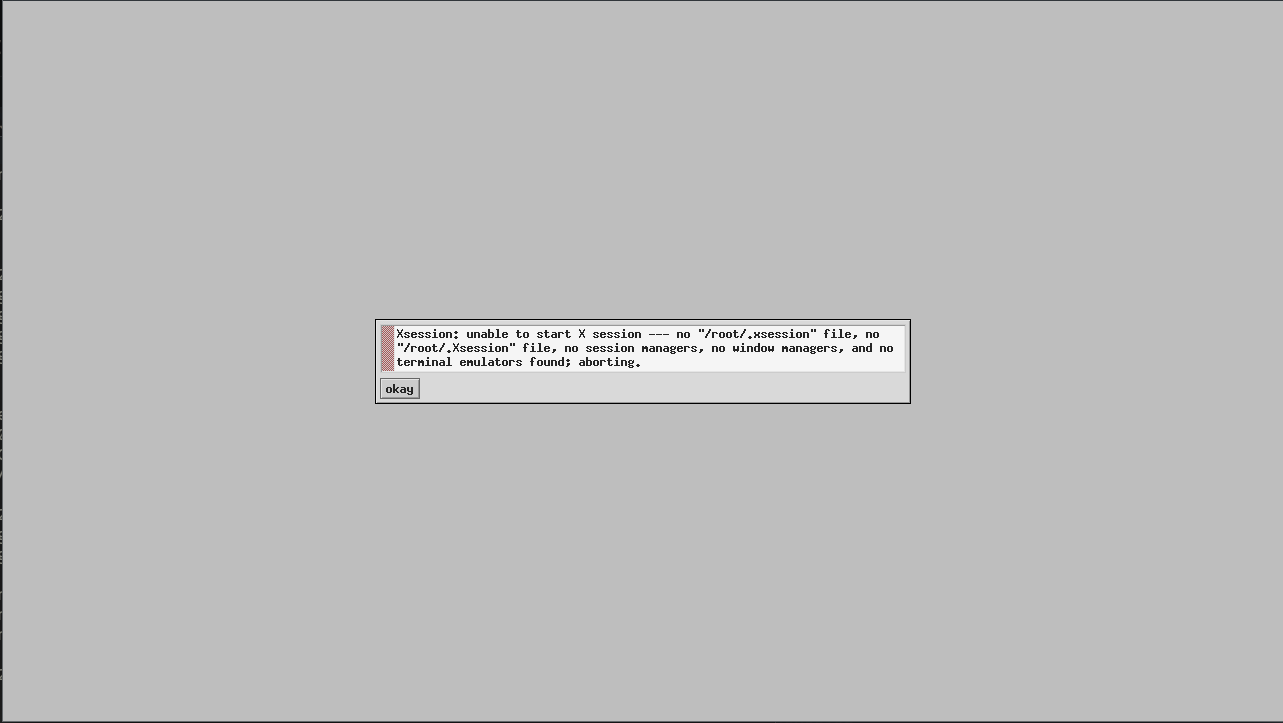 Xsession: unable to start X session --- no "/root/.xsession" file, no
"/root/.Xsession" file, no session managers, no window managers, and no
terminal emulators found; aborting.
okay